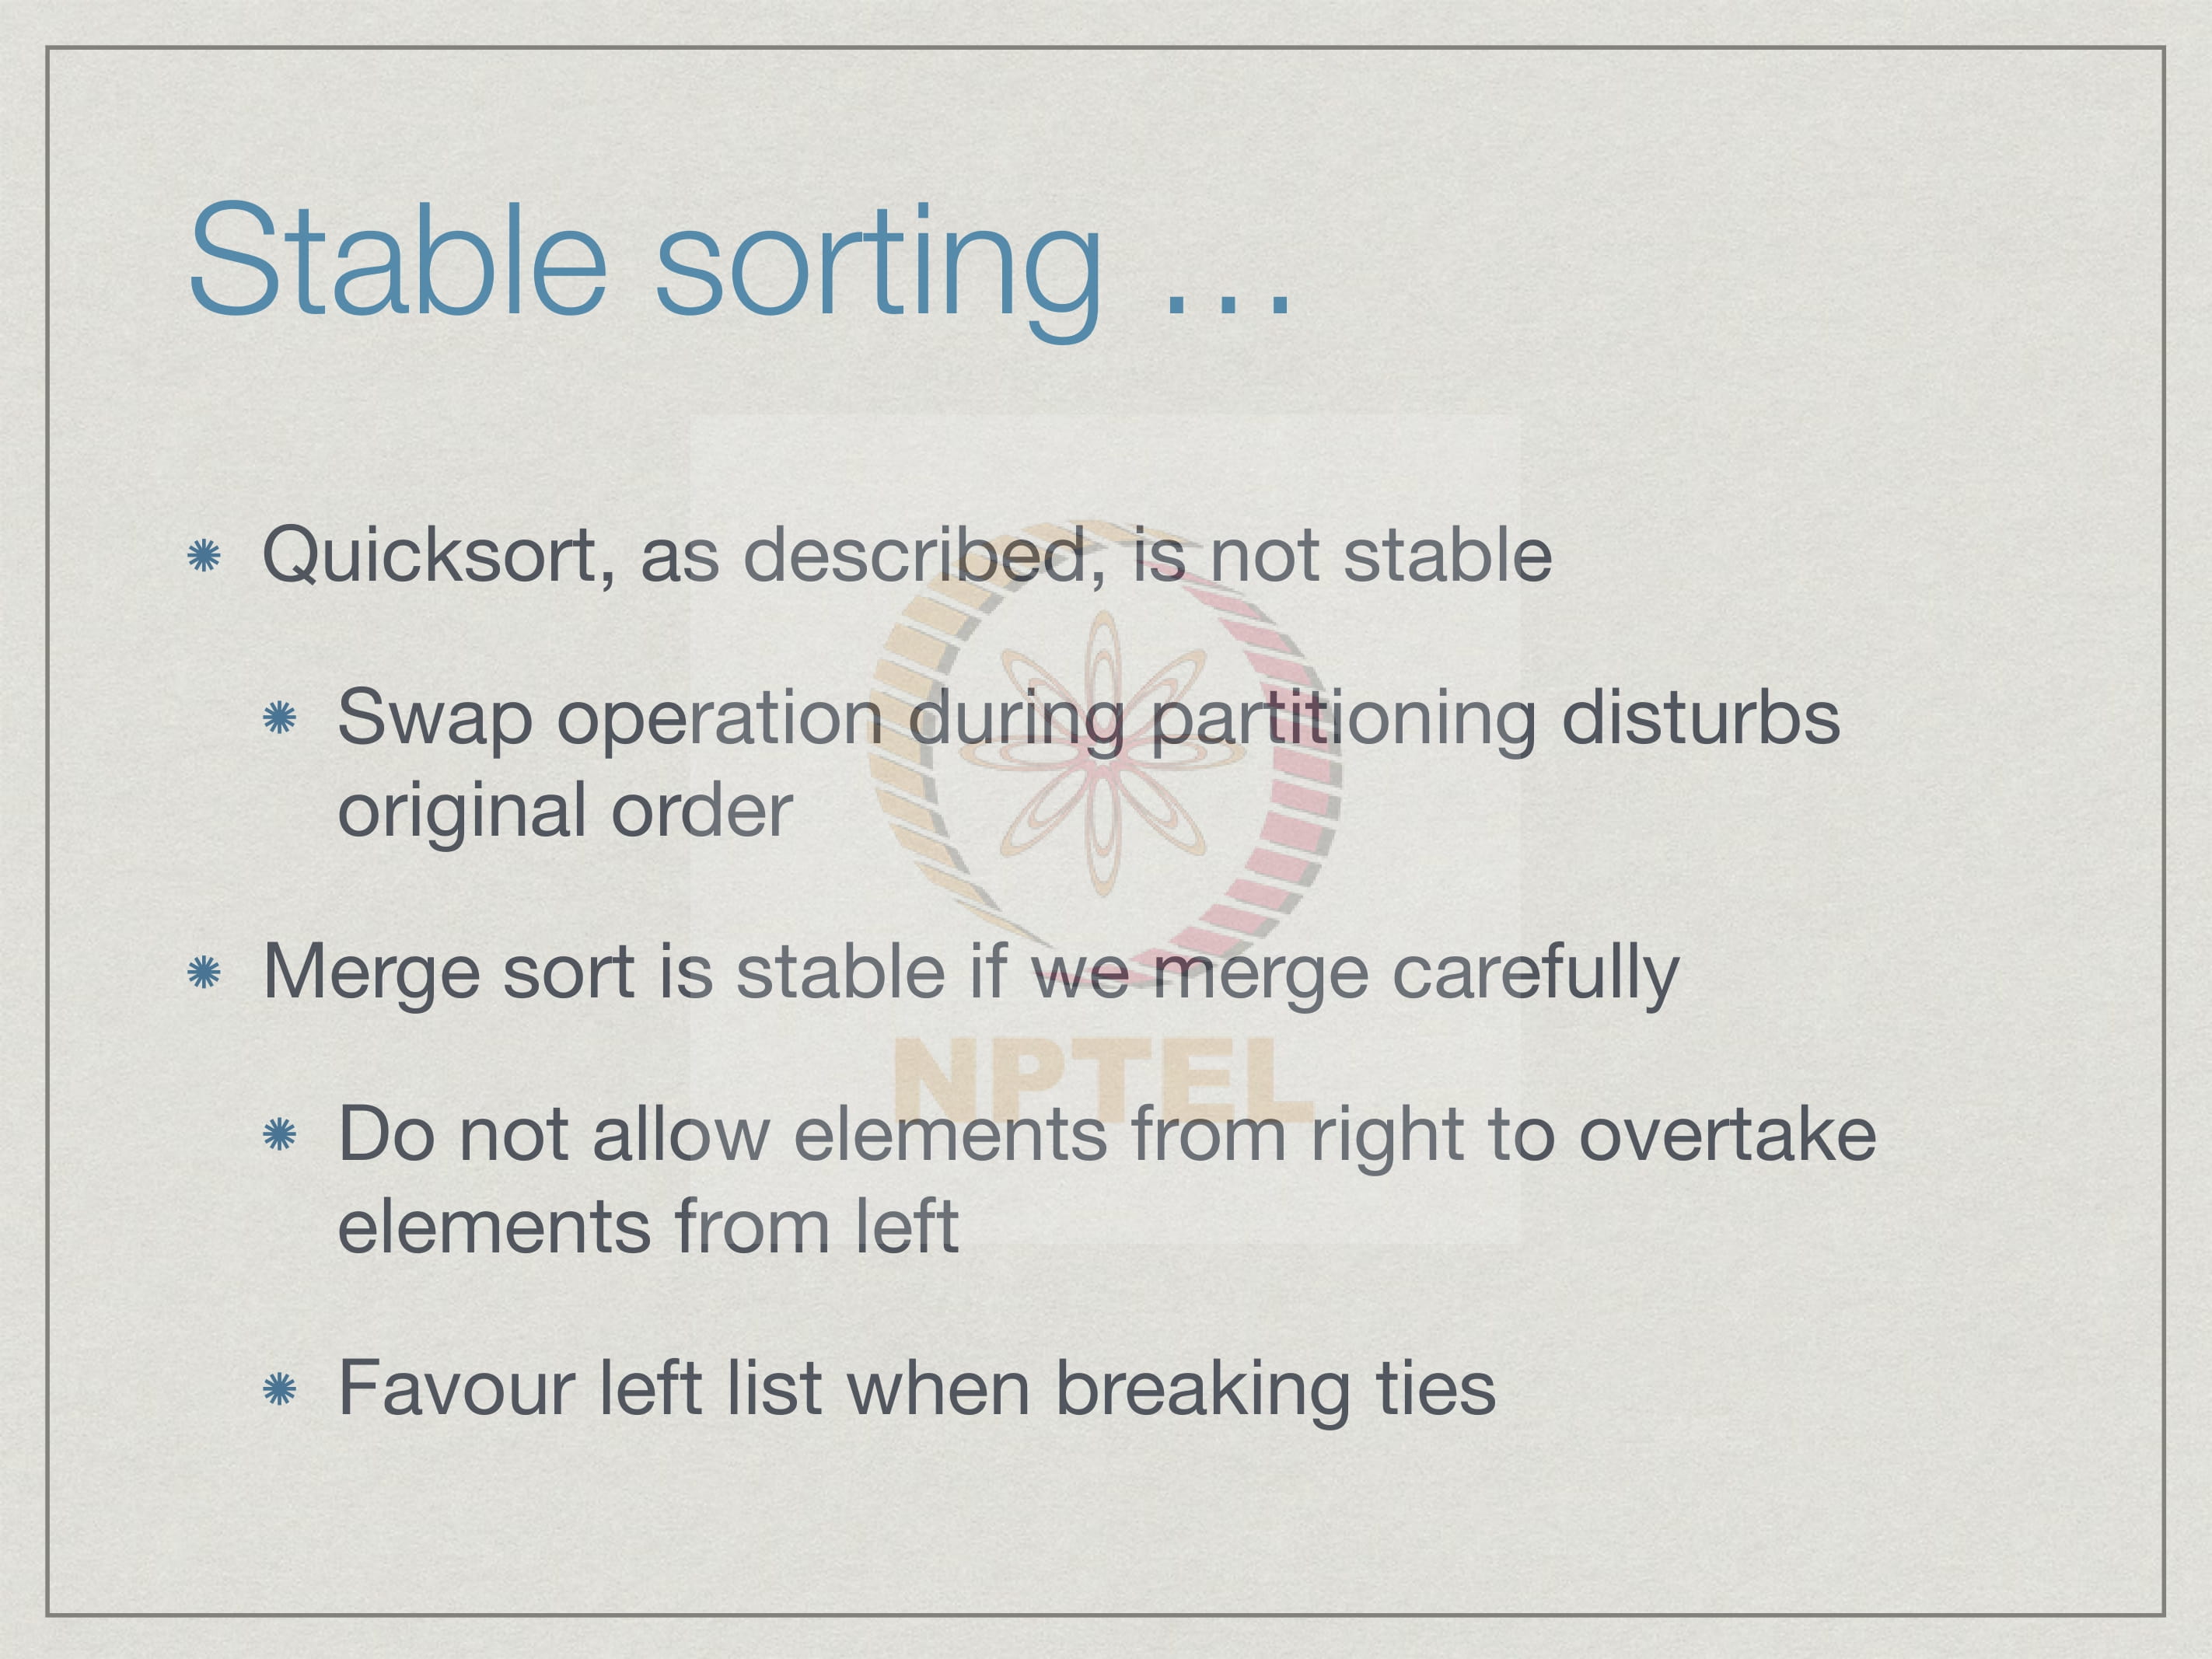 Stable sorting …
Quicksort, as described, is not stable
Swap operation during partitioning disturbs
original order
Merge sort is stable if we merge carefully
NPTEL
Do not allow elements from right to overtake
elements from left
Favour left list when breaking ties